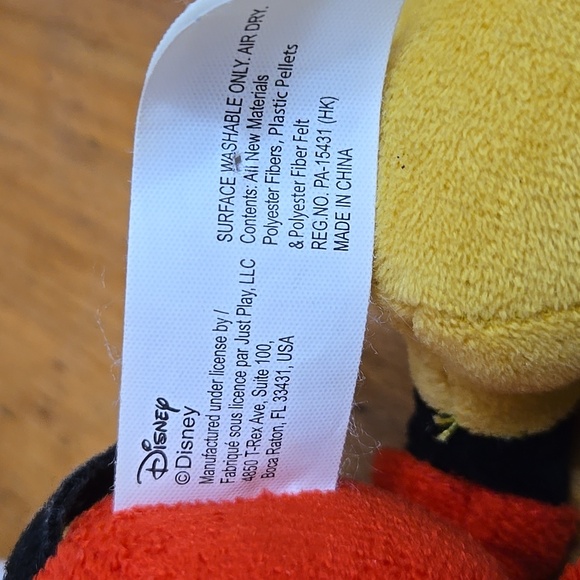 Disney
©Disney
Manufactured under license by /
Fabriqué sous licence par Just Play, LLC
4850 T-Rex Ave, Suite 100,
Boca Raton, FL 33431, USA
SURFACE WASHABLE ONLY. AIR DRY.
Contents: All New Materials
Polyester Fibers, Plastic Pellets
& Polyester Fiber Felt
REG.NO. PA-15431 (HK)
MADE IN CHINA